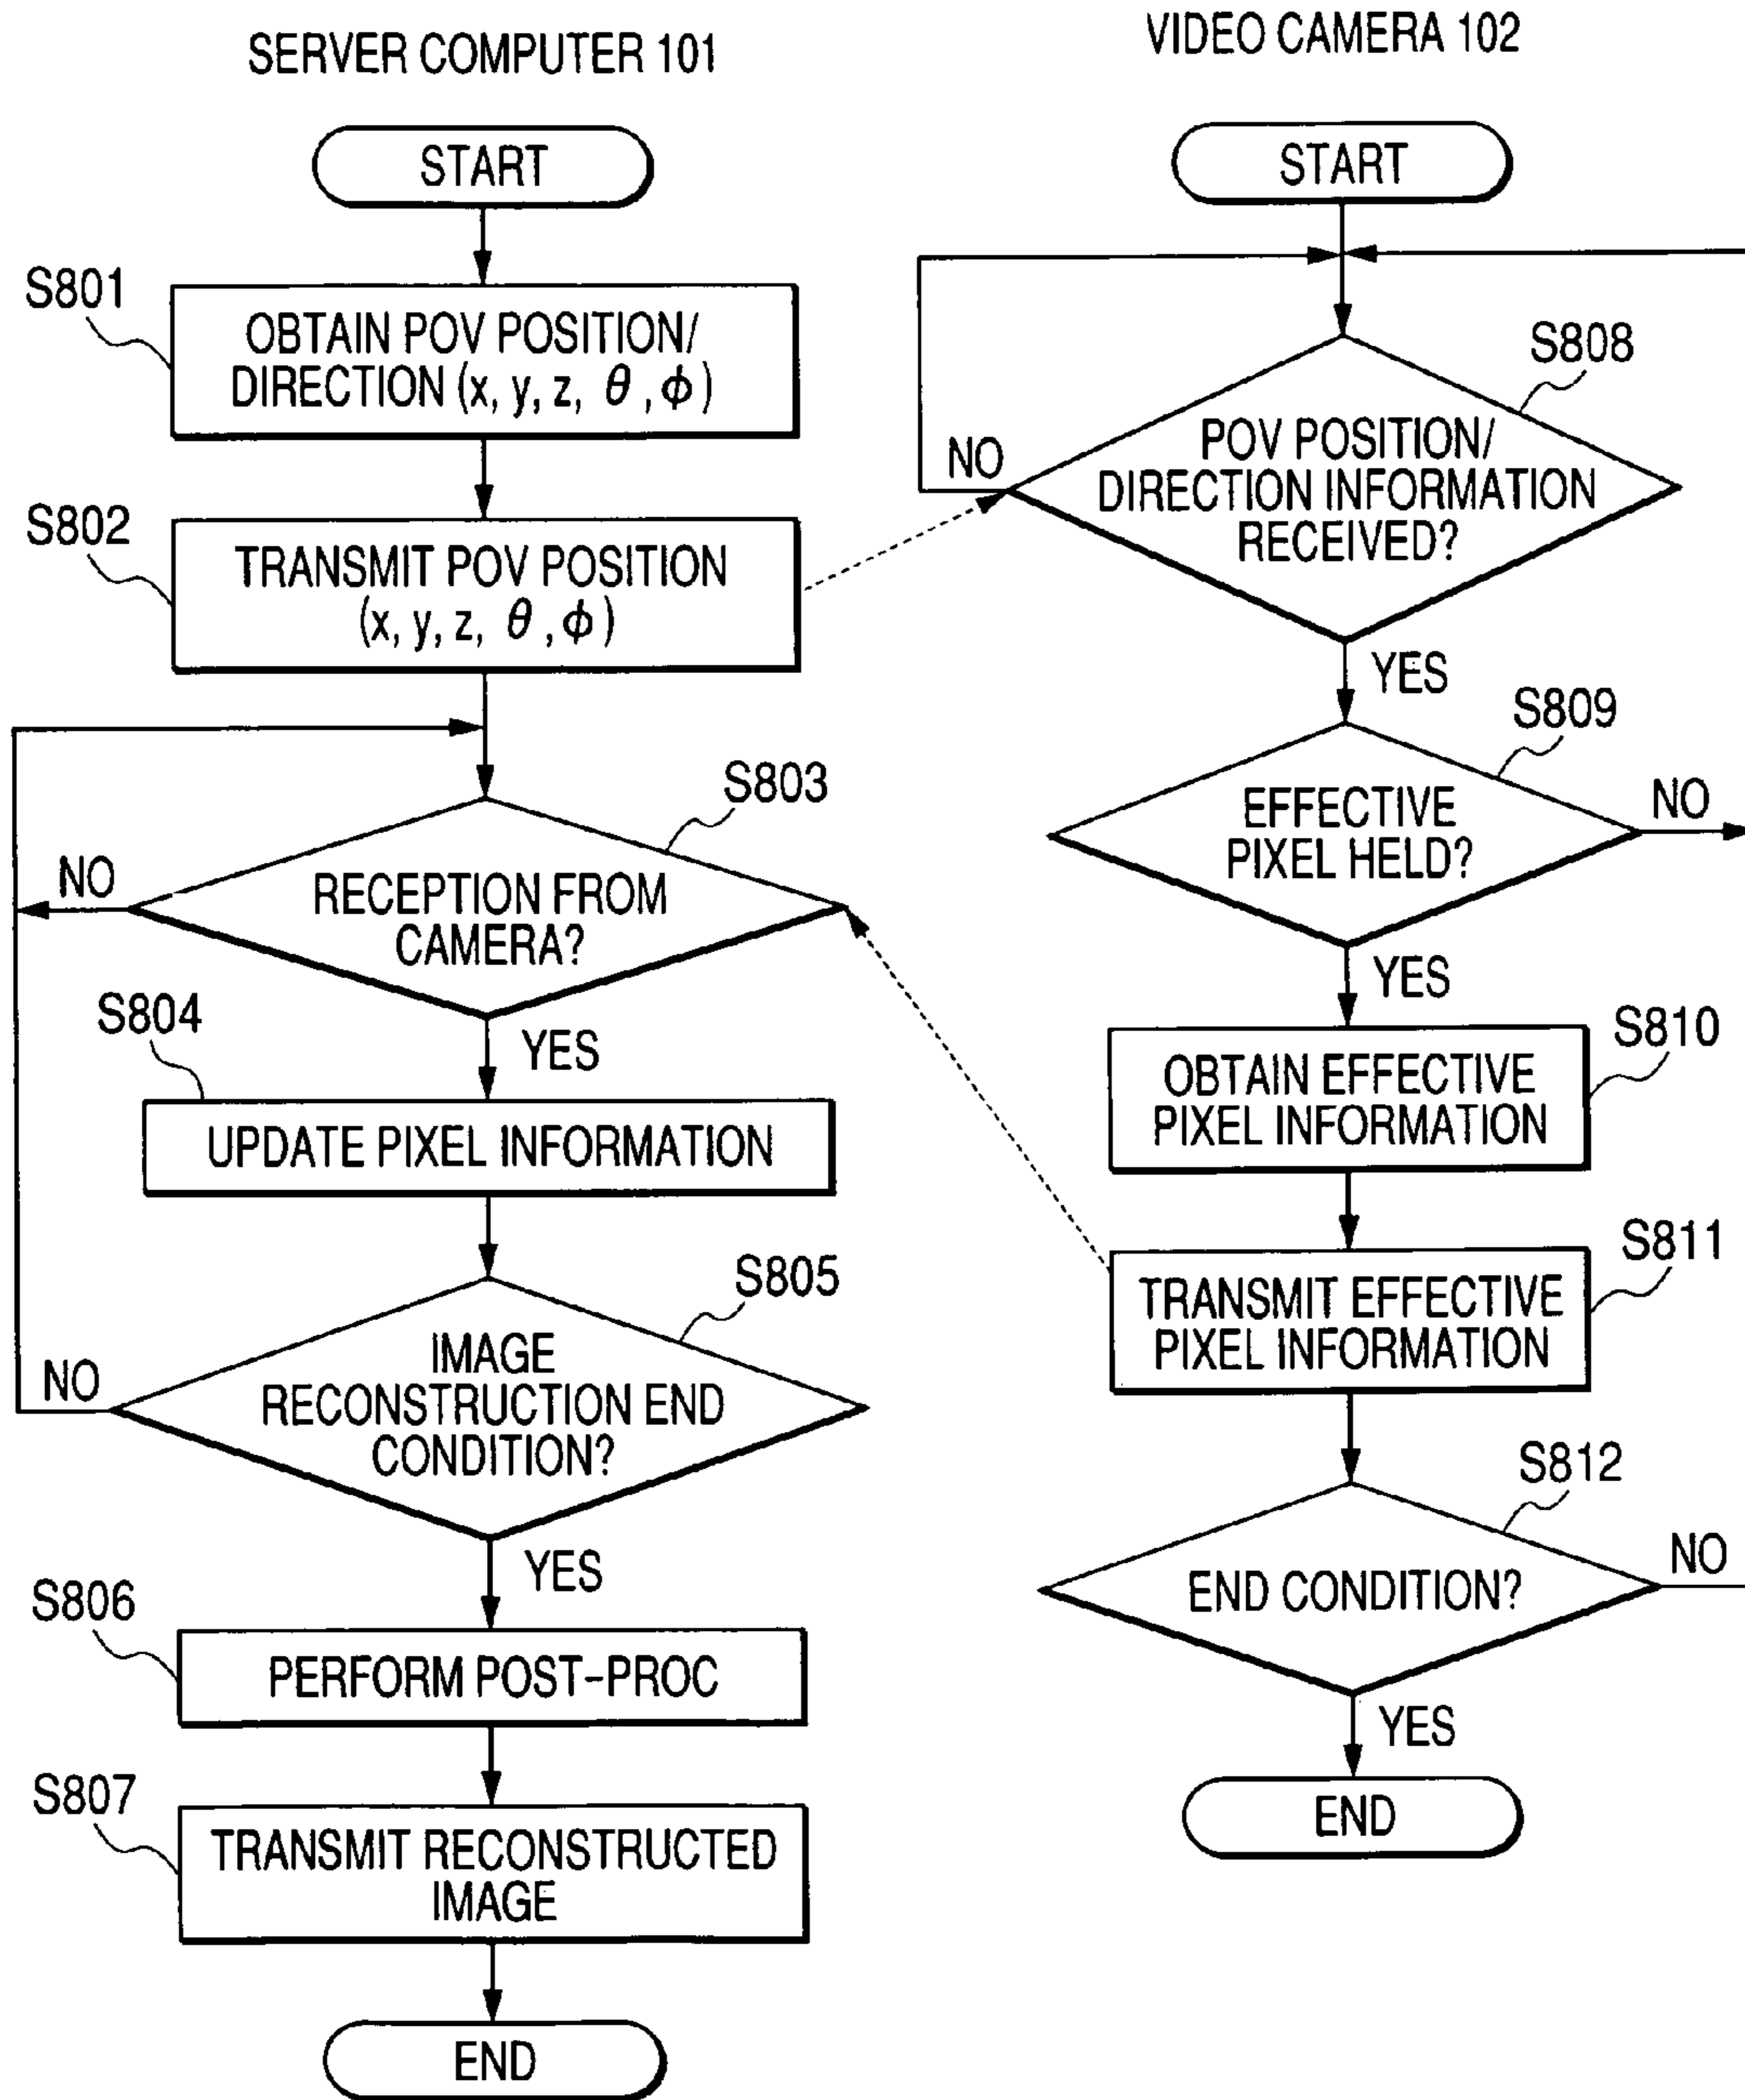 SERVER COMPUTER 101
START
S801
OBTAIN POV POSITION/
DIRECTION (x, y, z, θ, ϕ)
S802
TRANSMIT POV POSITION
(x, y, z, θ, ϕ)
S803
NO
RECEPTION FROM
CAMERA?
S804
YES
UPDATE PIXEL INFORMATION
S805
NO
IMAGE
RECONSTRUCTION END
CONDITION?
YES
S806
PERFORM POST-PROC
S807
TRANSMIT RECONSTRUCTED
IMAGE
END
VIDEO CAMERA 102
START
S808
NO
POV POSITION/
DIRECTION INFORMATION
RECEIVED?
YES
S809
EFFECTIVE
PIXEL HELD?
NO
YES
S810
OBTAIN EFFECTIVE
PIXEL INFORMATION
S811
TRANSMIT EFFECTIVE
PIXEL INFORMATION
S812
END CONDITION?
NO
YES
END